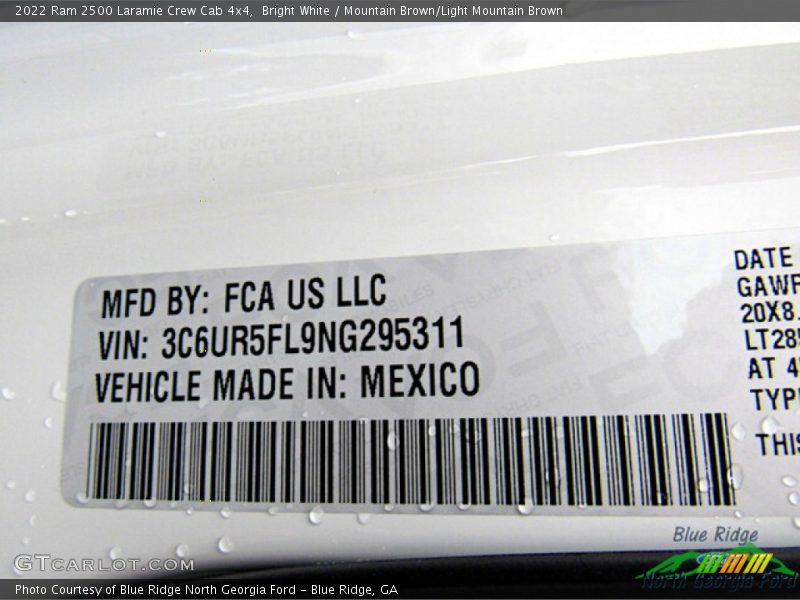 2022 Ram 2500 Laramie Crew Cab 4x4,  Bright White / Mountain Brown/Light Mountain Brown
MFD BY: FCA US LLC
VIN: 3C6UR5FL9NG295311
VEHICLE MADE IN: MEXICO
DATE
GAWR
20X8.
LT285
AT 4
TYPE
THIS
Blue Ridge
North Georgia Ford
GTCARLOT.COM
Photo Courtesy of Blue Ridge North Georgia Ford – Blue Ridge, GA